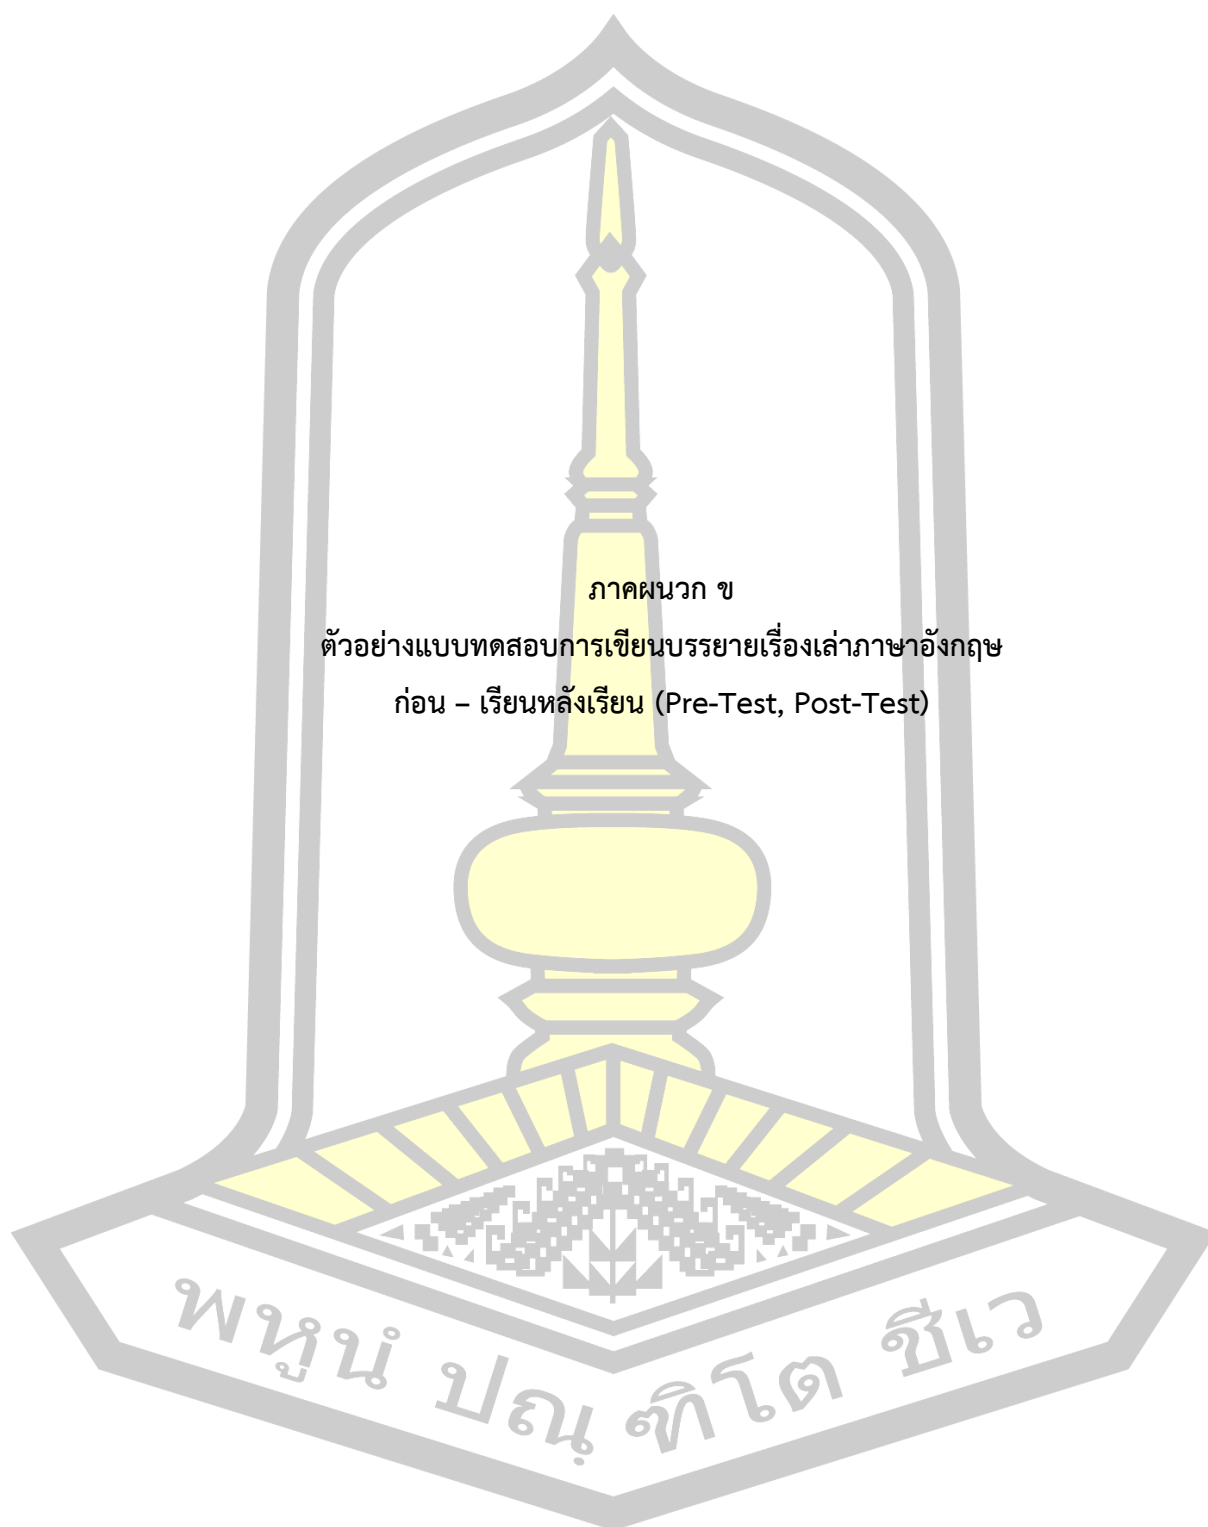 ภาคผนวก ข
ตัวอย่างแบบทดสอบการเขียนบรรยายเรื่องเล่าภาษาอังกฤษ
ก่อน – เรียนหลังเรียน (Pre-Test, Post-Test)
พหูนํ ปณฺฑิโต ชีเว